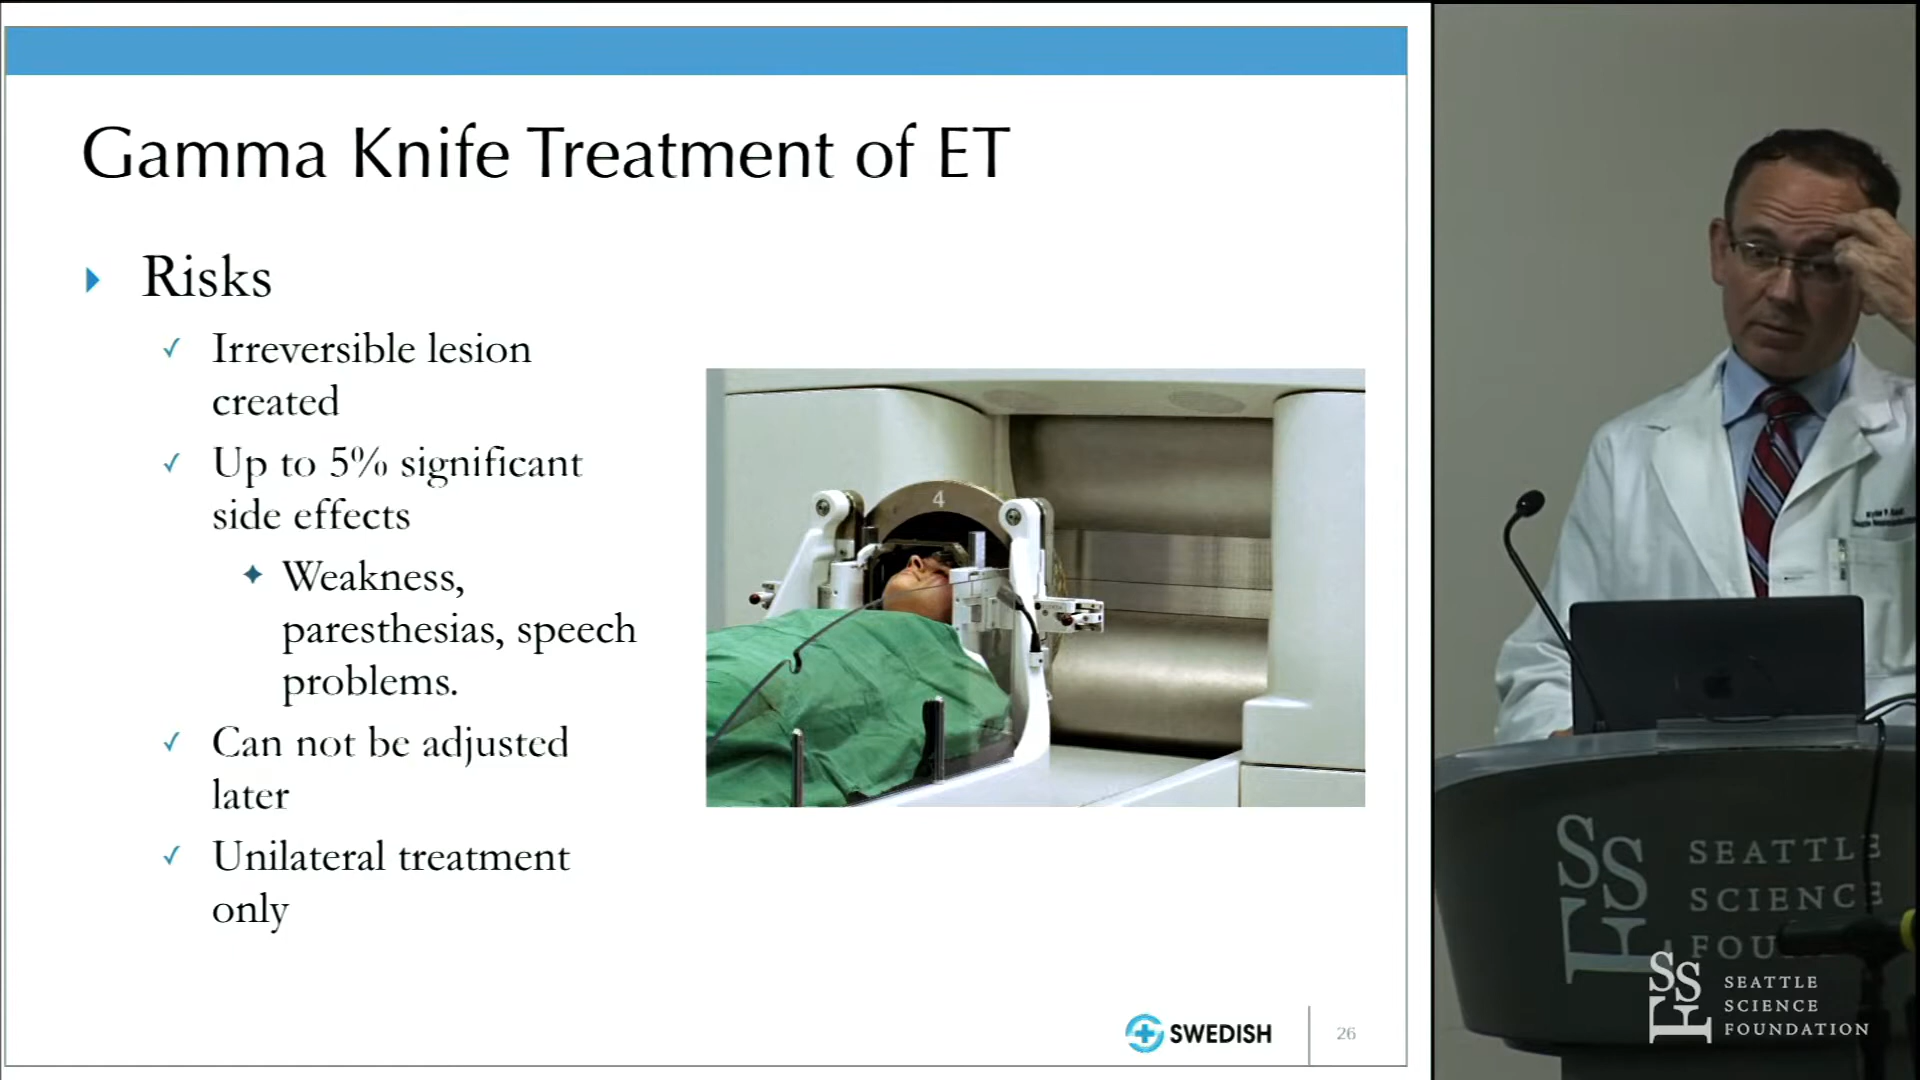 Gamma Knife Treatment of ET
Risks
Irreversible lesion
created
Up to 5% significant
side effects
Weakness,
paresthesias, speech
problems.
Can not be adjusted
later
Unilateral treatment
only
4
SWEDISH
26
SEATTLE
SCIENCE
FOU
SEATTLE
SCIENCE
FOUNDATION